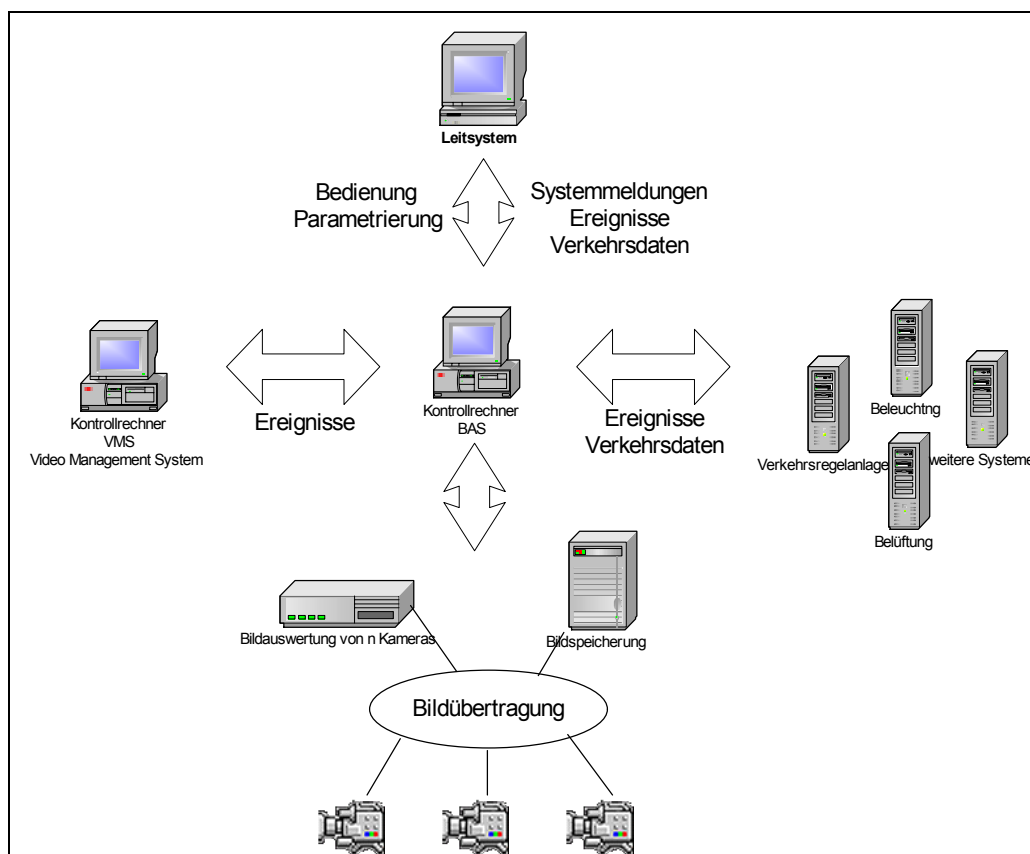 Leitsystem
Bedienung
Parametrierung
Systemmeldungen
Ereignisse
Verkehrsdaten
Kontrollrechner
VMS
Video Management System
Ereignisse
Kontrollrechner
BAS
Ereignisse
Verkehrsdaten
Beleuchtng
Verkehrsregelanlage
weitere Systeme
Belüftung
Bildauswertung von n Kameras
Bildspeicherung
Bildübertragung